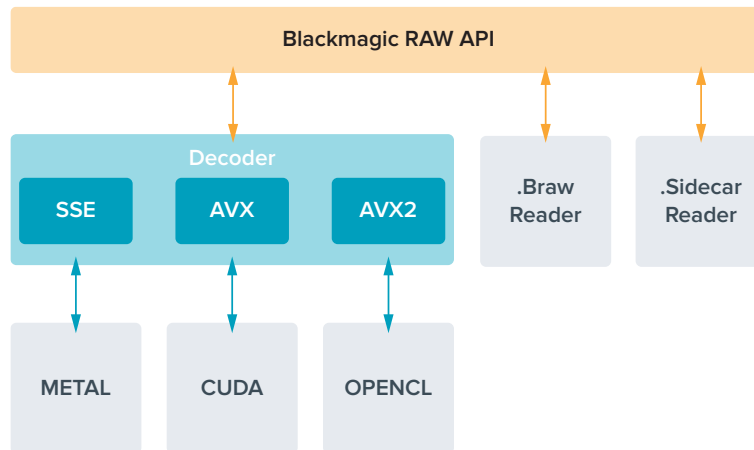 Blackmagic RAW API
Decoder
SSE
AVX
AVX2
.Braw
Reader
.Sidecar
Reader
METAL
CUDA
OPENCL